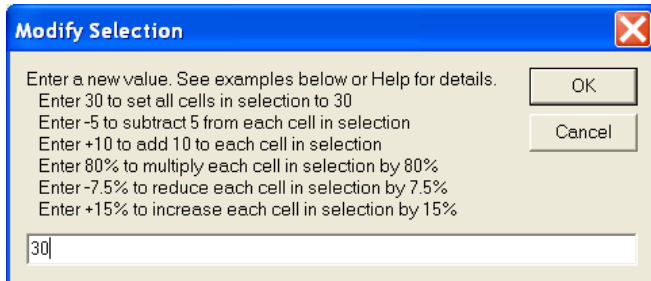 Modify Selection
Enter a new value. See examples below or Help for details.
Enter 30 to set all cells in selection to 30
Enter -5 to subtract 5 from each cell in selection
Enter +10 to add 10 to each cell in selection
Enter 80% to multiply each cell in selection by 80%
Enter -7.5% to reduce each cell in selection by 7.5%
Enter +15% to increase each cell in selection by 15%
OK
Cancel
30